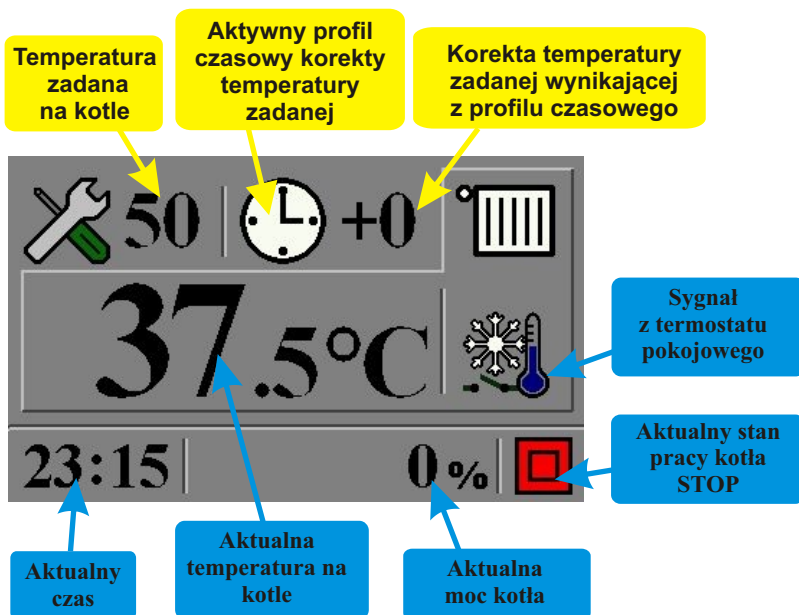 Temperatura
zadana
na kotle
Aktywny profil
czasowy korekty
temperatury
zadanej
Korekta temperatury
zadanej wynikającej
z profilu czasowego
50
+0
37.5°C
Sygnał
z termostatu
pokojowego
23:15
0 %
Aktualny stan
pracy kotła
STOP
Aktualny
czas
Aktualna
temperatura na
kotle
Aktualna
moc kotła